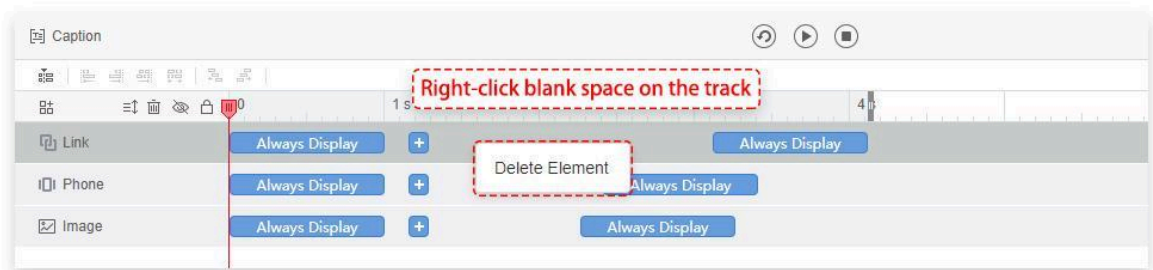 Caption
Right-click blank space on the track
0
1 s
4 s
Link
Always Display
+
Always Display
Delete Element
Phone
Always Display
+
Always Display
Image
Always Display
+
Always Display